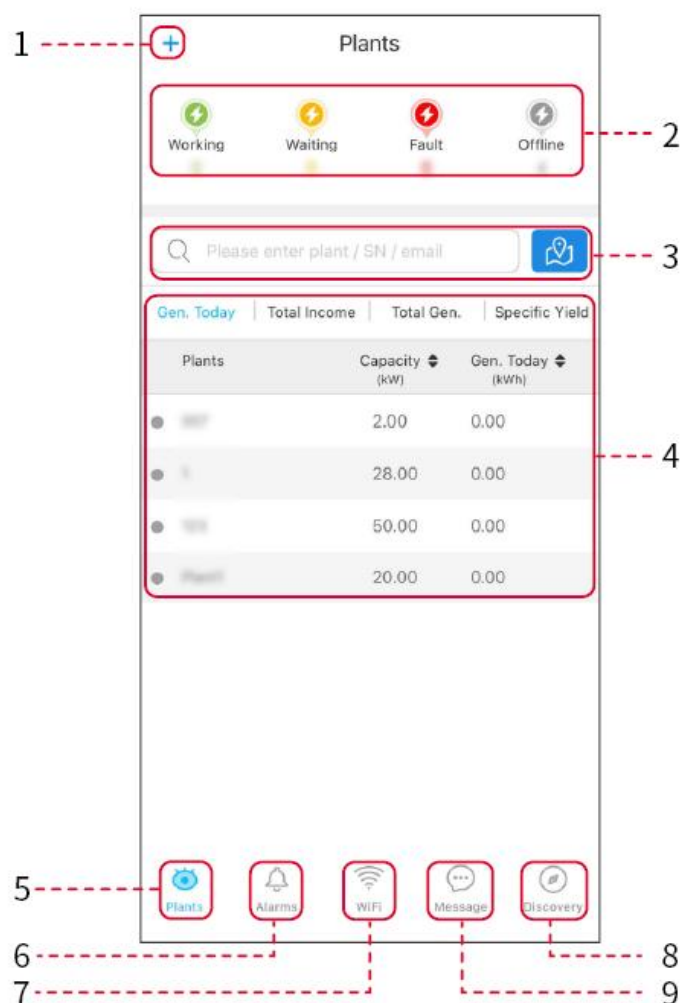 1
+
Plants
Working Waiting Fault Offline
2
Please enter plant / SN / email
3
Gen. Today Total Income Total Gen. Specific Yield
Plants Capacity Gen. Today
(kW) (kWh)
2.00 0.00
28.00 0.00
4
50.00 0.00
20.00 0.00
5
Plants Alarms WiFi Message Discovery
6 8
7 9